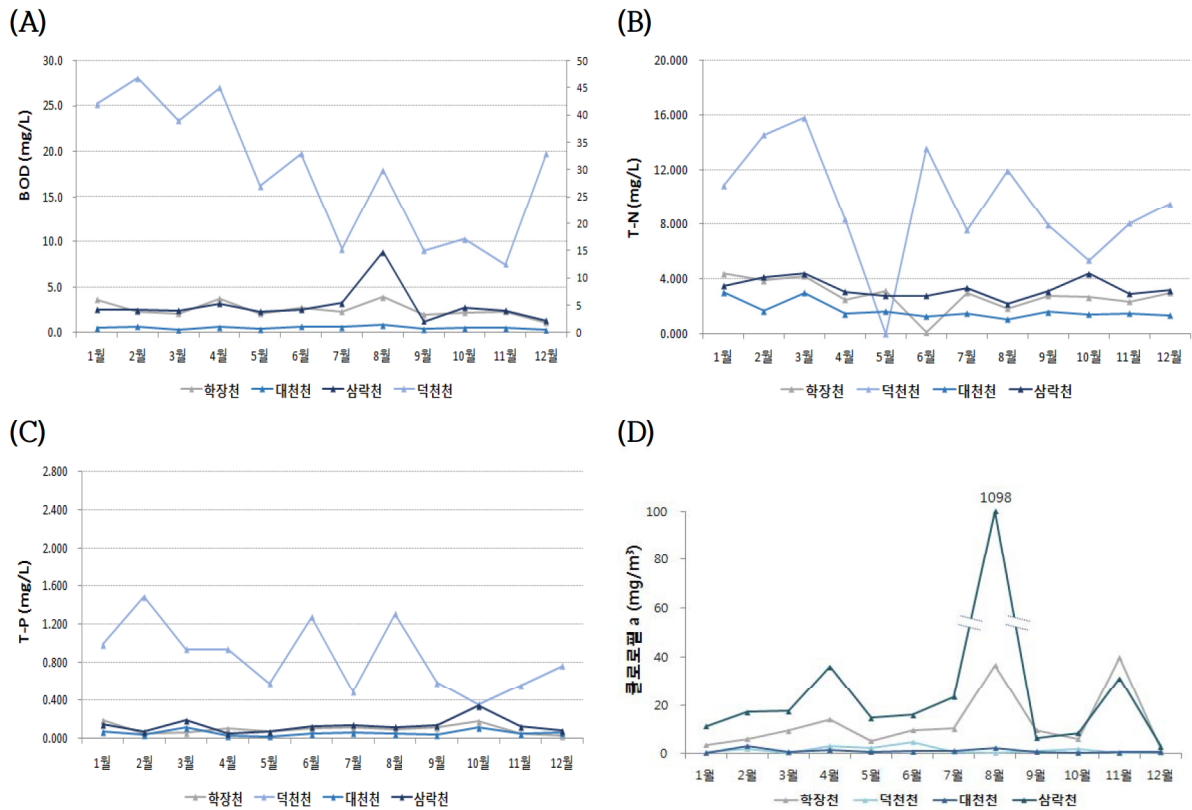 (A)
BOD (mg/L)
30.0
25.0
20.0
15.0
10.0
5.0
0.0
50
45
40
35
30
25
20
15
10
5
0
1월 2월 3월 4월 5월 6월 7월 8월 9월 10월 11월 12월
학장천 대천천 삼락천 덕천천
(B)
T-N (mg/L)
20.000
16.000
12.000
8.000
4.000
0.000
1월 2월 3월 4월 5월 6월 7월 8월 9월 10월 11월 12월
학장천 덕천천 대천천 삼락천
(C)
T-P (mg/L)
2.800
2.400
2.000
1.600
1.200
0.800
0.400
0.000
1월 2월 3월 4월 5월 6월 7월 8월 9월 10월 11월 12월
학장천 덕천천 대천천 삼락천
(D)
클로로필 a (mg/m³)
1098
100
80
60
40
20
0
1월 2월 3월 4월 5월 6월 7월 8월 9월 10월 11월 12월
학장천 덕천천 대천천 삼락천